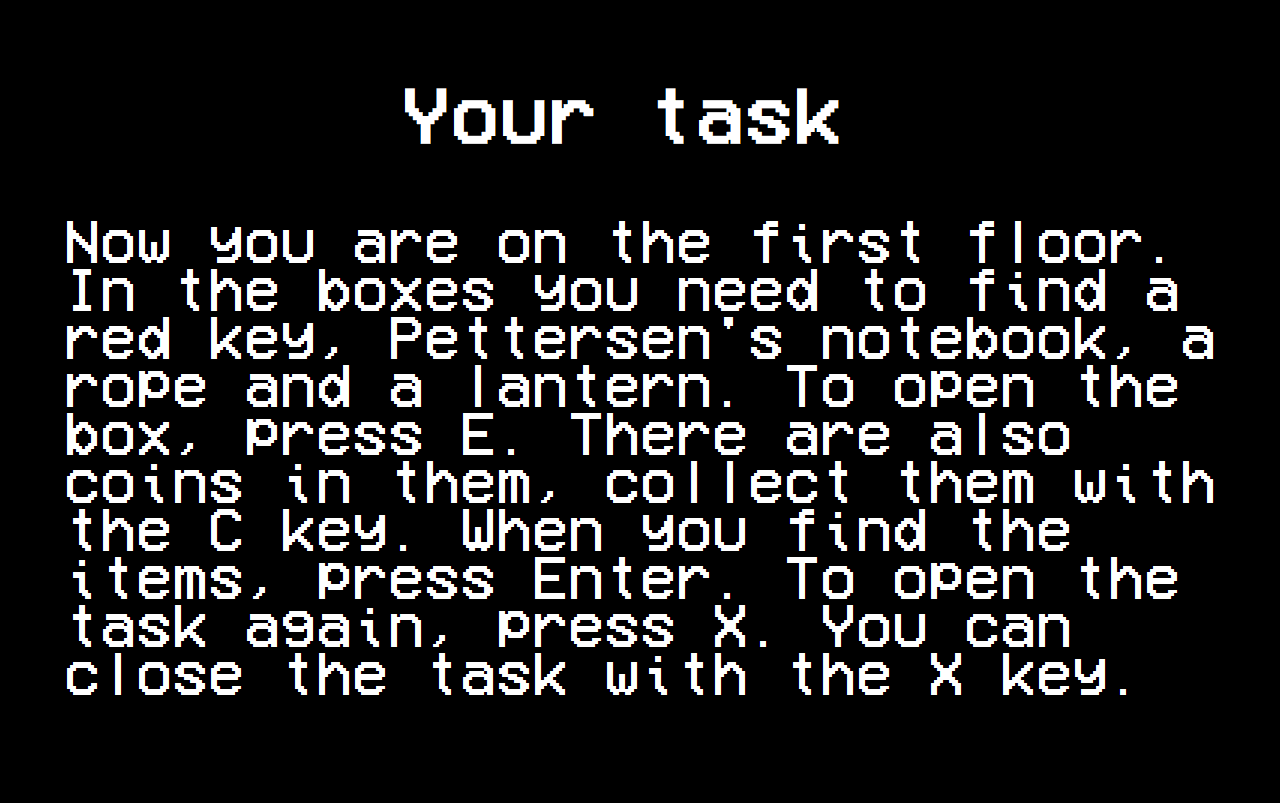 Your task
Now you are on the first floor.
In the boxes you need to find a
red key, Pettersen's notebook, a
rope and a lantern. To open the
box, press E. There are also
coins in them, collect them with
the C key. When you find the
items, press Enter. To open the
task again, press X. You can
close the task with the X key.